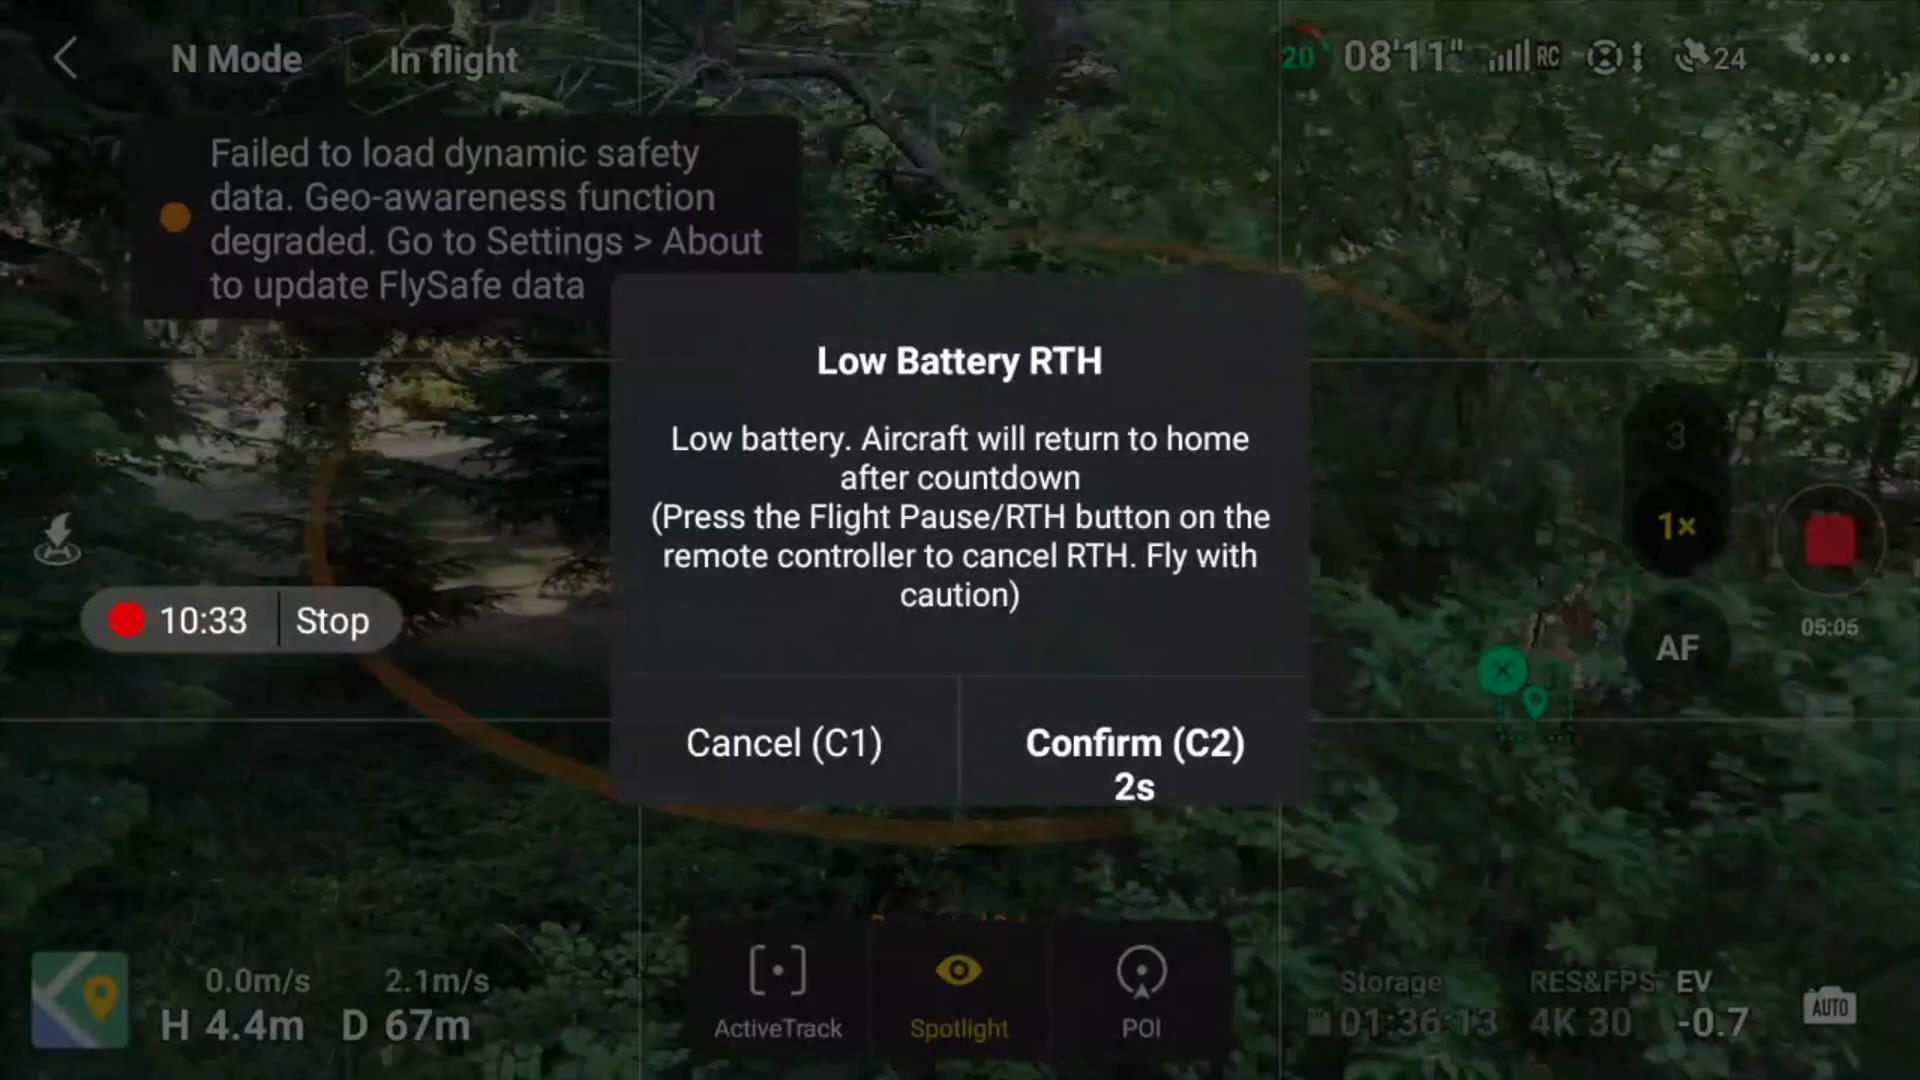 N Mode
In flight
20
08'11"
RC
24
Failed to load dynamic safety
data. Geo-awareness function
degraded. Go to Settings > About
to update FlySafe data
Low Battery RTH
Low battery. Aircraft will return to home
after countdown
(Press the Flight Pause/RTH button on the
remote controller to cancel RTH. Fly with
caution)
Cancel (C1)
Confirm (C2)
2s
10:33
Stop
3
1×
05:05
AF
0.0m/s
2.1m/s
H 4.4m
D 67m
ActiveTrack
Spotlight
POI
Storage
01:36:13
RES&FPS
4K 30
EV
-0.7
AUTO